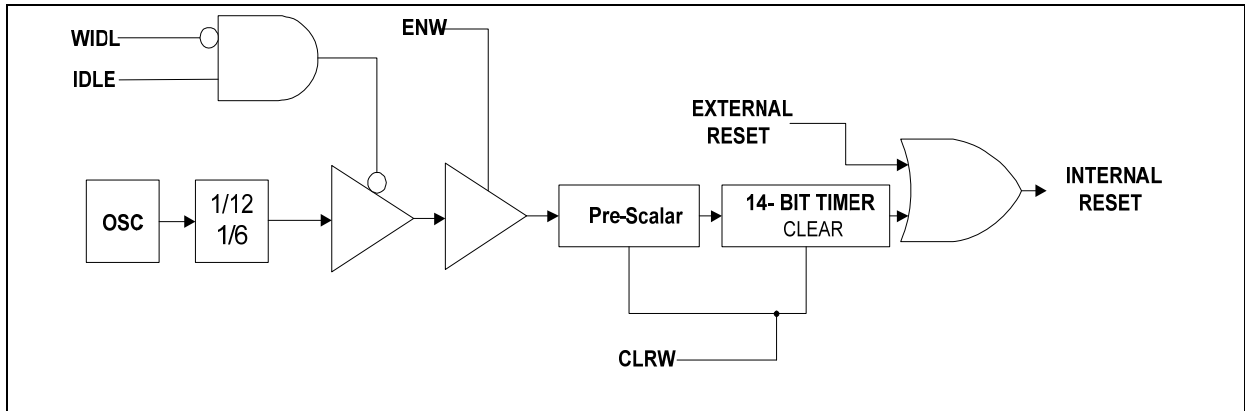 WIDL
IDLE
ENW
EXTERNAL
RESET
OSC
1/12
1/6
Pre-Scalar
14- BIT TIMER
CLEAR
INTERNAL
RESET
CLRW